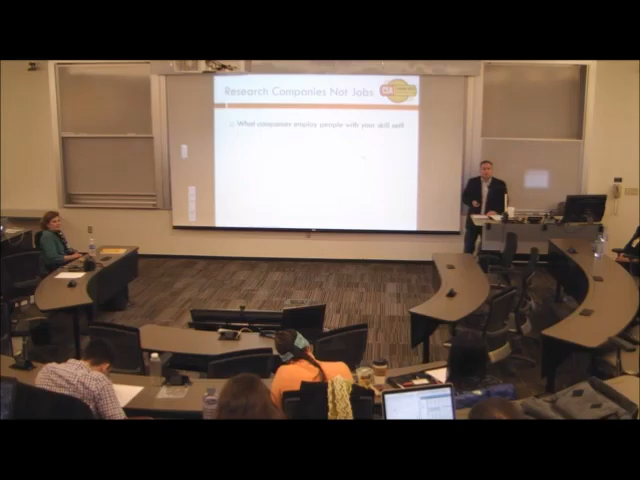 Research Companies Not Jobs
What companies employ people with your skill set?